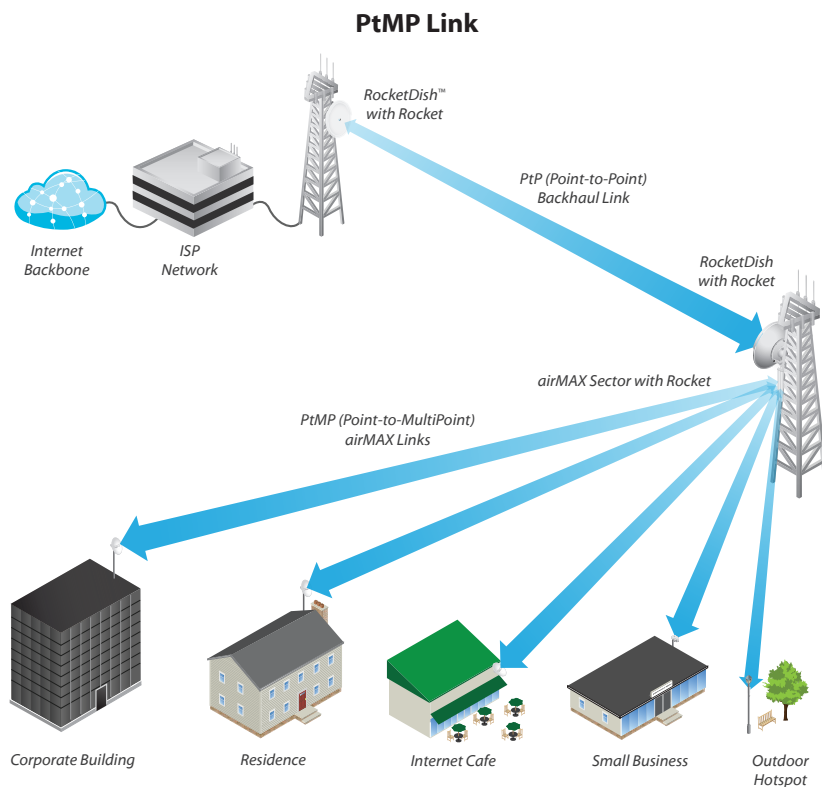 PtMP Link
RocketDish™
with Rocket
PtP (Point-to-Point)
Backhaul Link
Internet
Backbone
ISP
Network
RocketDish
with Rocket
airMAX Sector with Rocket
PtMP (Point-to-MultiPoint)
airMAX Links
Corporate Building
Residence
Internet Cafe
Small Business
Outdoor
Hotspot